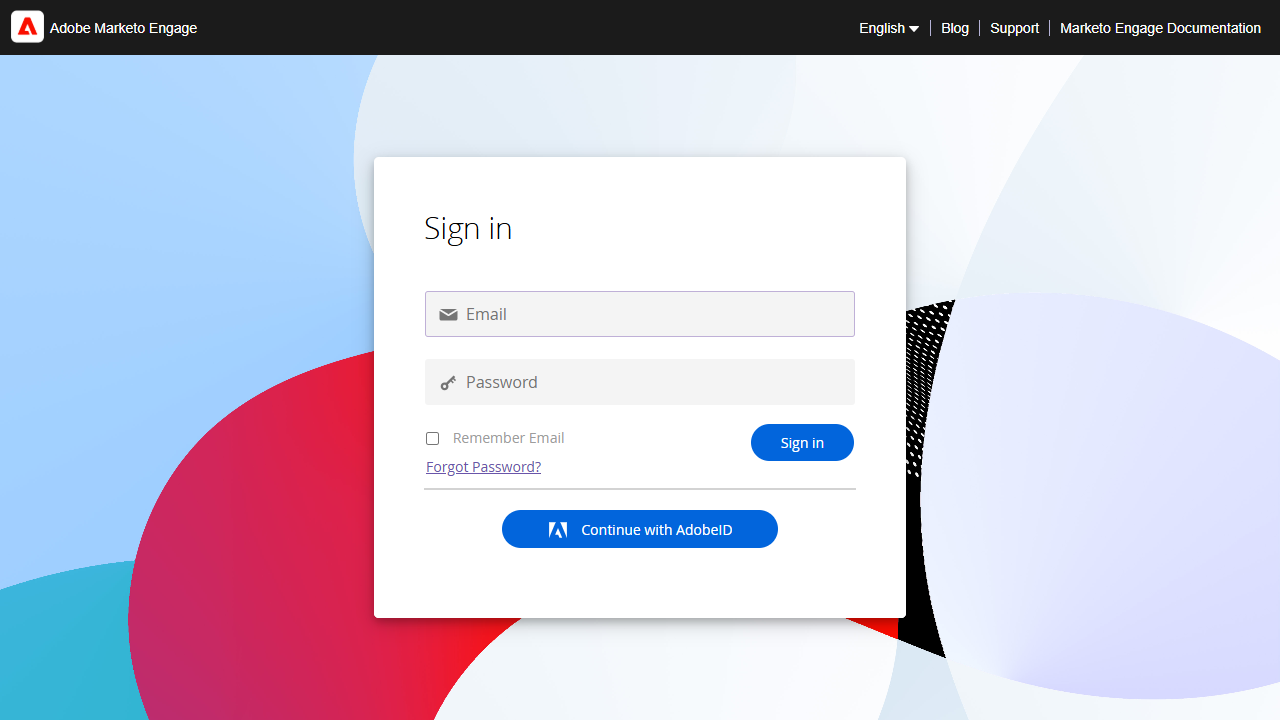 Adobe Marketo Engage
English
Blog
Support
Marketo Engage Documentation
Sign in
Email
Password
Remember Email
Sign in
Forgot Password?
Continue with AdobeID